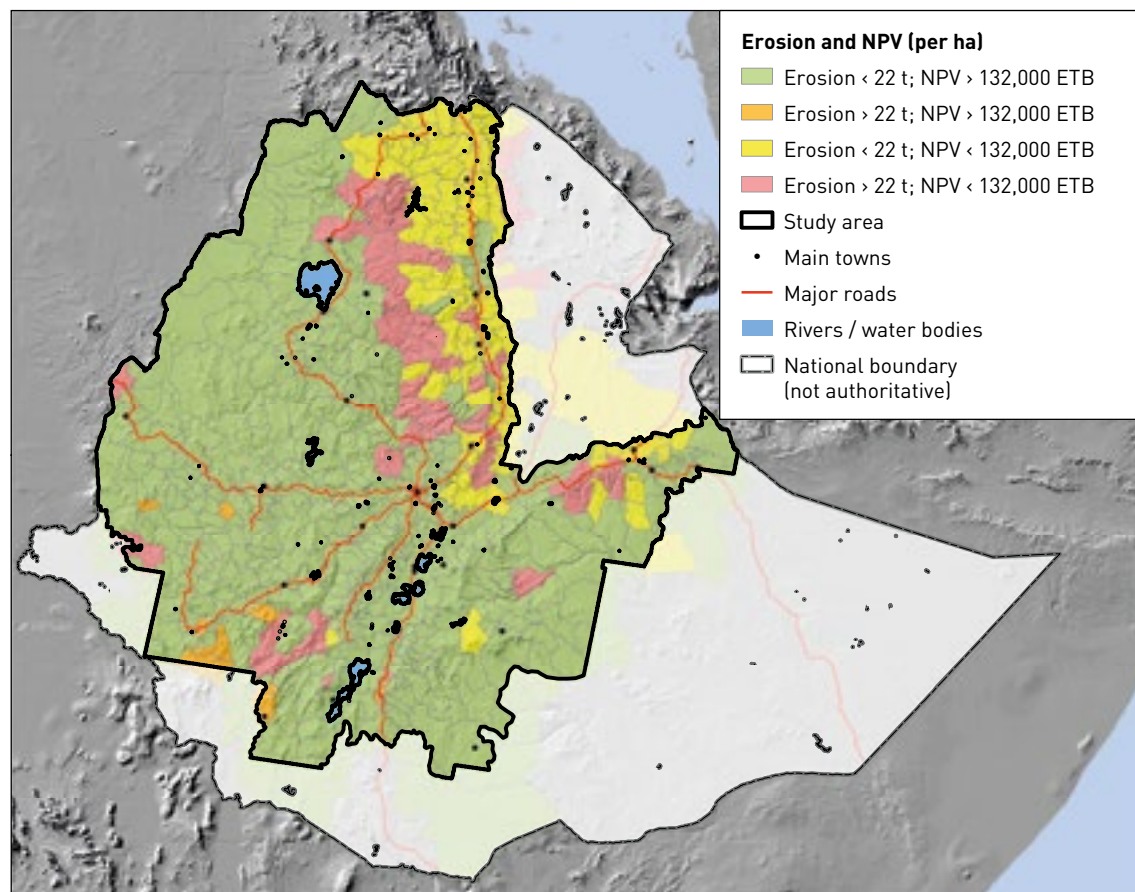 Erosion and NPV (per ha)
Erosion < 22 t; NPV > 132,000 ETB
Erosion > 22 t; NPV > 132,000 ETB
Erosion < 22 t; NPV < 132,000 ETB
Erosion > 22 t; NPV < 132,000 ETB
Study area
Main towns
Major roads
Rivers / water bodies
National boundary
(not authoritative)